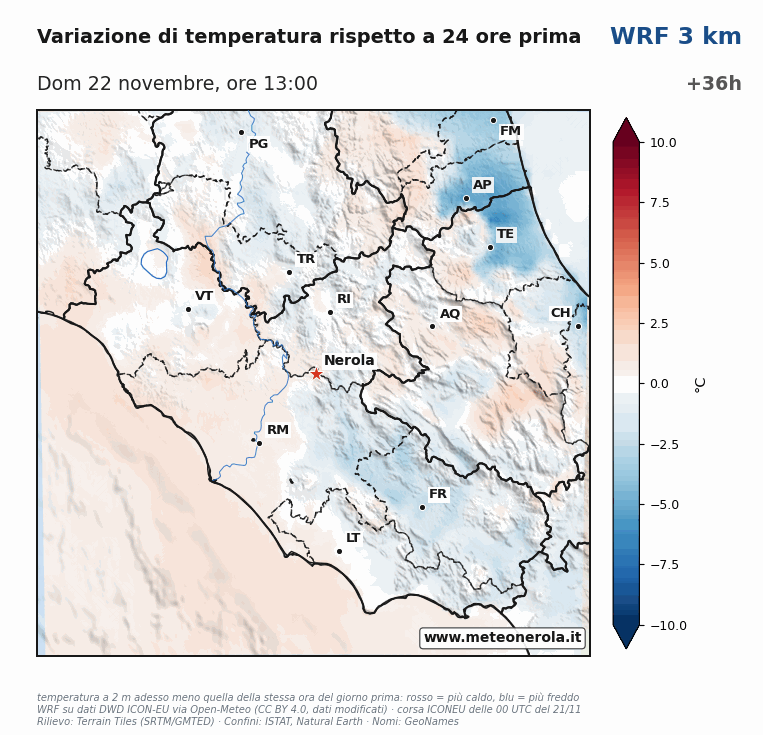 Variazione di temperatura rispetto a 24 ore prima
WRF 3 km
Dom 22 novembre, ore 13:00
+36h
FM
PG
AP
TE
TR
VT
RI
AQ
CH
Nerola
RM
FR
LT
www.meteonerola.it
10.0
7.5
5.0
2.5
0.0
−2.5
−5.0
−7.5
−10.0
°C
temperatura a 2 m adesso meno quella della stessa ora del giorno prima: rosso = più caldo, blu = più freddo
WRF su dati DWD ICON-EU via Open-Meteo (CC BY 4.0, dati modificati) · corsa ICONEU delle 00 UTC del 21/11
Rilievo: Terrain Tiles (SRTM/GMTED) · Confini: ISTAT, Natural Earth · Nomi: GeoNames